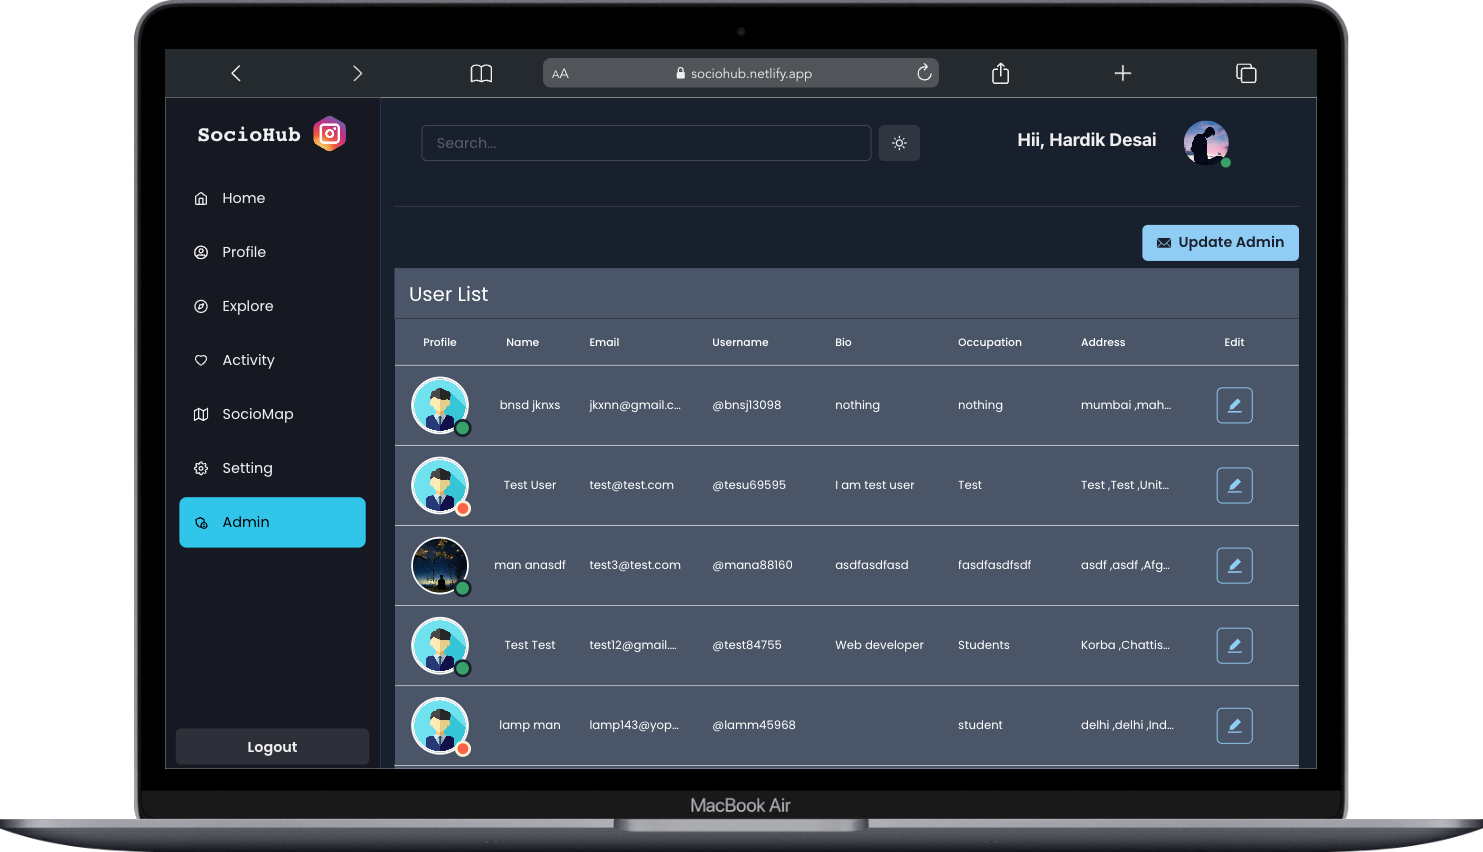 AA sociohub.netlify.app
SocioHub
Search...
Hii, Hardik Desai
Home
Profile
Explore
Activity
SocioMap
Setting
Admin
Logout
Update Admin
User List
Profile Name Email Username Bio Occupation Address Edit
bnsd jknxs jkxnn@gmail.c... @bnsj13098 nothing nothing mumbai ,mah...
Test User test@test.com @tesu69595 I am test user Test Test ,Test ,Unit...
man anasdf test3@test.com @mana88160 asdfasdfasd fasdfasdfsdf asdf ,asdf ,Afg...
Test Test test12@gmail.... @test84755 Web developer Students Korba ,Chattis...
lamp man lamp143@yop... @lamm45968 student delhi ,delhi ,Ind...
MacBook Air